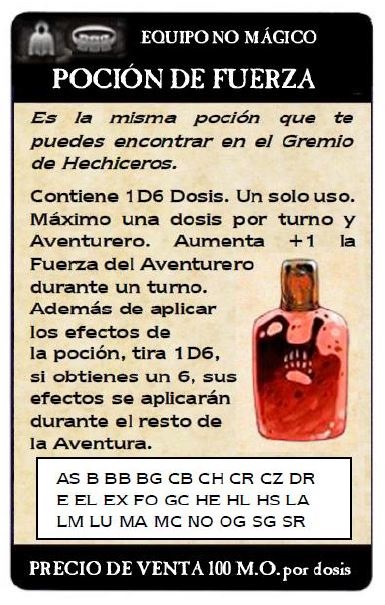 EQUIPO NO MÁGICO
POCIÓN DE FUERZA
Es la misma poción que te
puedes encontrar en el Gremio
de Hechiceros.
Contiene 1D6 Dosis. Un solo uso.
Máximo una dosis por turno y
Aventurero. Aumenta +1 la
Fuerza del Aventurero
durante un turno.
Además de aplicar
los efectos de
la poción, tira 1D6,
si obtienes un 6, sus
efectos se aplicarán
durante el resto de
la Aventura.
AS B BB BG CB CH CR CZ DR
E EL EX FO GC HE HL HS LA
LM LU MA MC NO OG SG SR
PRECIO DE VENTA 100 M.O. por dosis